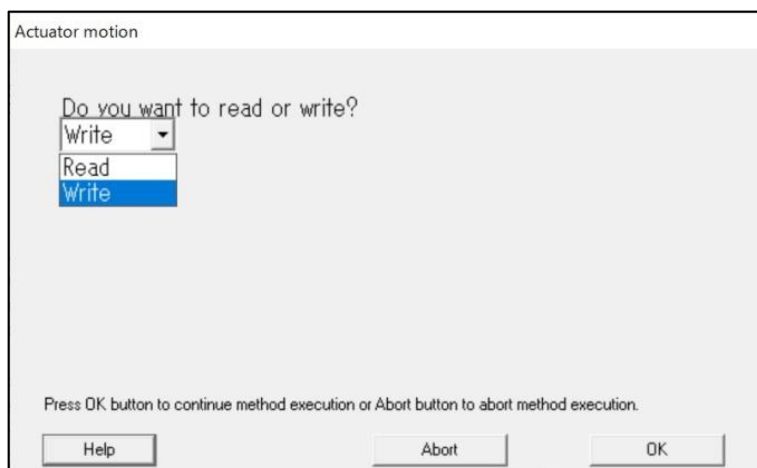 Actuator motion
Do you want to read or write?
Write
Read
Write
Press OK button to continue method execution or Abort button to abort method execution.
Help Abort OK